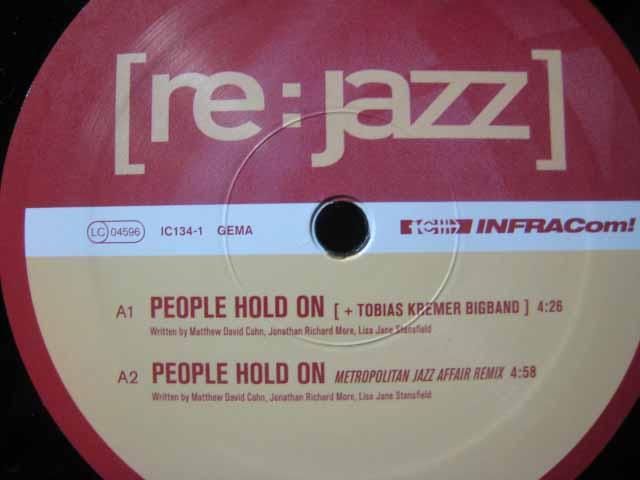 [re:jazz]
LC 04596 IC134-1 GEMA INFRACom!
A1 PEOPLE HOLD ON [ + TOBIAS KREMER BIGBAND ] 4:26
Written by Matthew David Cohn, Jonathan Richard More, Lisa Jane Stansfield
A2 PEOPLE HOLD ON METROPOLITAN JAZZ AFFAIR REMIX 4:58
Written by Matthew David Cohn, Jonathan Richard More, Lisa Jane Stansfield